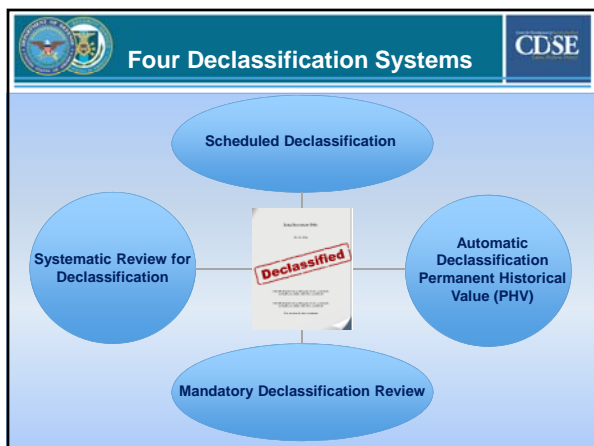 Four Declassification Systems
CDSE
Scheduled Declassification
Systematic Review for
Declassification
Declassified
Automatic
Declassification
Permanent Historical
Value (PHV)
Mandatory Declassification Review